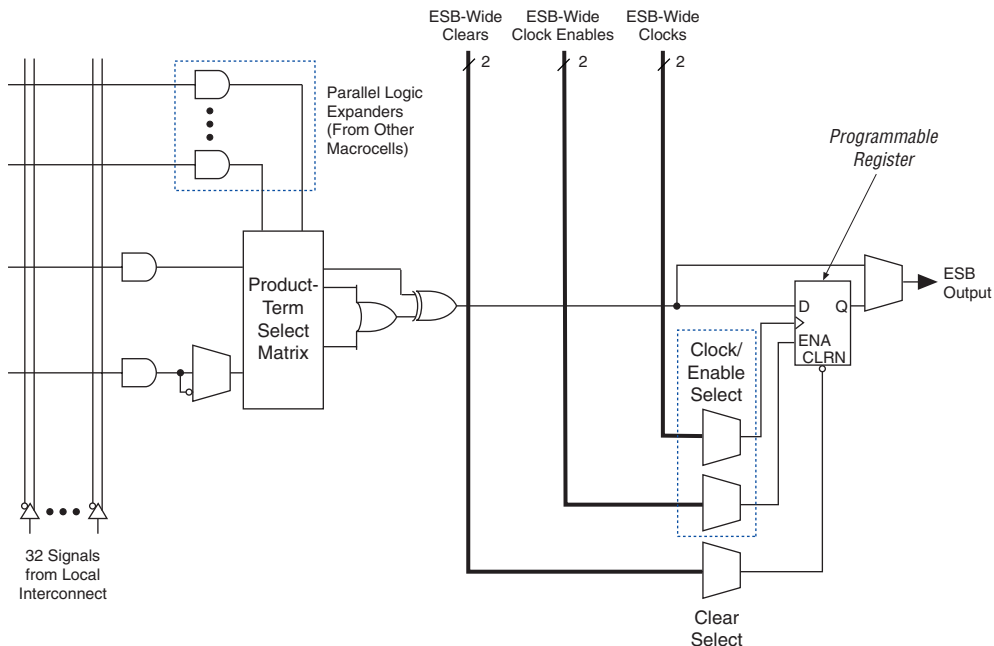 ESB-Wide
Clears
ESB-Wide
Clock Enables
ESB-Wide
Clocks
2
2
2
Parallel Logic
Expanders
(From Other
Macrocells)
Programmable
Register
Product-
Term
Select
Matrix
D
Q
ENA
CLRN
ESB
Output
Clock/
Enable
Select
32 Signals
from Local
Interconnect
Clear
Select